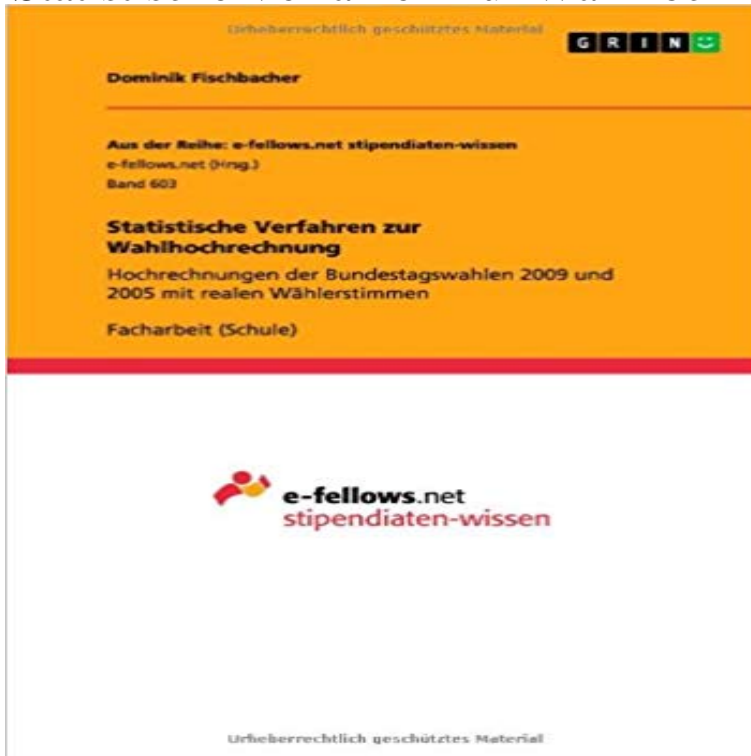 Urheberrechtlich geschütztes Material
GRIN
Dominik Fischbacher
Aus der Reihe: e-fellows.net stipendiaten-wissen
e-fellows.net (Hrsg.)
Band 603
Statistische Verfahren zur
Wahlhochrechnung
Hochrechnungen der Bundestagswahlen 2009 und
2005 mit realen Wählerstimmen
Facharbeit (Schule)
e-fellows.net
stipendiaten-wissen
Urheberrechtlich geschütztes Material